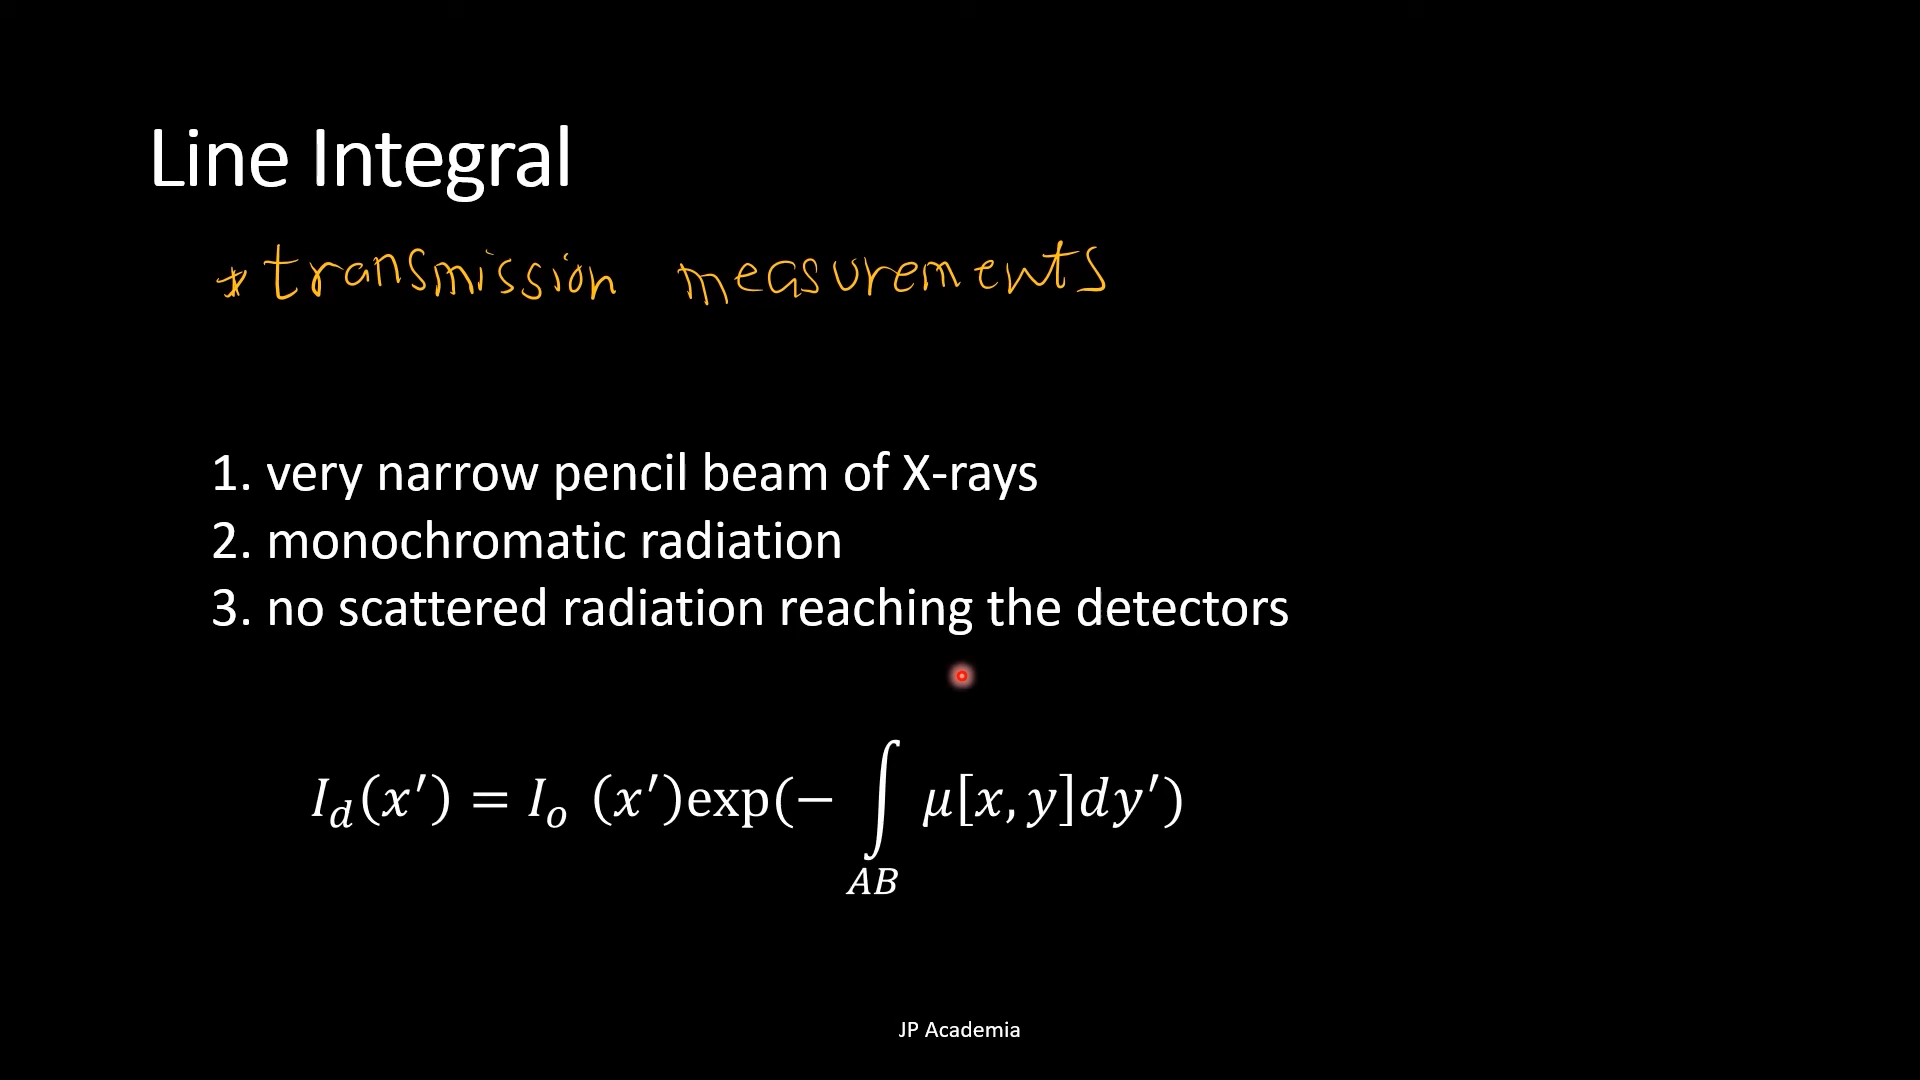 Line Integral
* transmission measurements
1. very narrow pencil beam of X-rays
2. monochromatic radiation
3. no scattered radiation reaching the detectors
I_d(x′) = I_o (x′)exp(− ∫_{AB} μ[x, y]dy′)
JP Academia